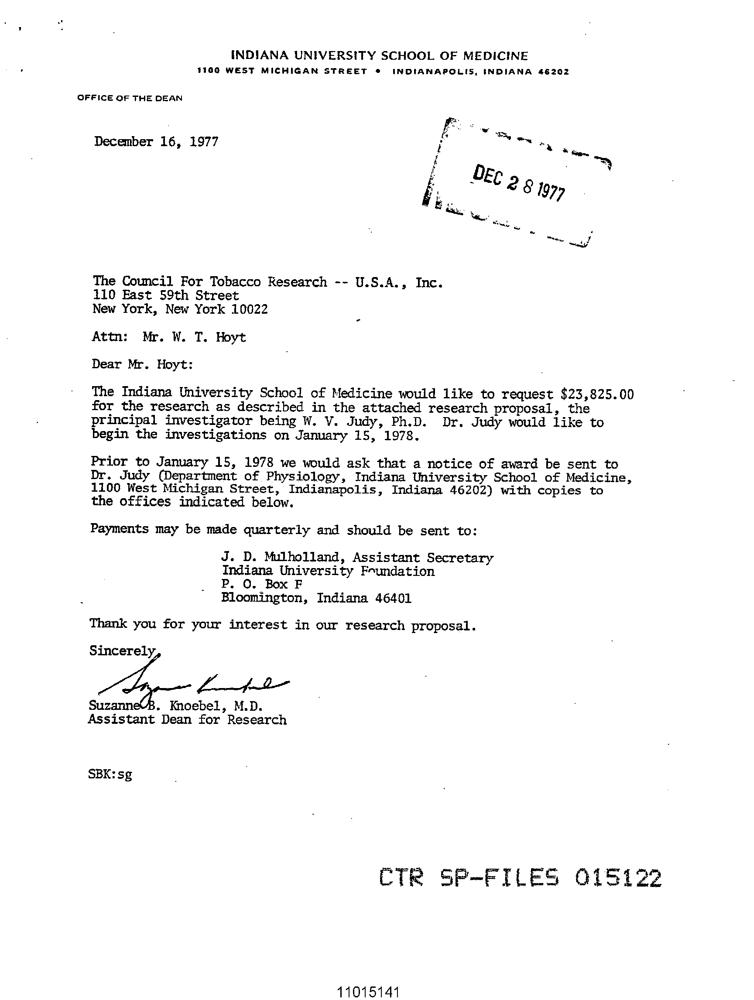 INDIANA UNIVERSITY SCHOOL OF MEDICINE
1100 WEST MICHIGAN STREET • INDIANAPOLIS, INDIANA 46202
OFFICE OF THE DEAN
December 16, 1977
DEC 28 1977
The Council For Tobacco Research -- U.S.A., Inc.
110 East 59th Street
New York, New York 10022
Attn: Mr. W. T. Hoyt
Dear Mr. Hoyt:
The Indiana University School of Medicine would like to request $23,825.00
for the research as described in the attached research proposal, the
principal investigator being W. V. Judy, Ph.D. Dr. Judy would like to
begin the investigations on January 15, 1978.
Prior to January 15, 1978 we would ask that a notice of award be sent to
Dr. Judy (Department of Physiology, Indiana University School of Medicine,
1100 West Michigan Street, Indianapolis, Indiana 46202) with copies to
the offices indicated below.
Payments may be made quarterly and should be sent to:
J. D. Mulholland, Assistant Secretary
Indiana University Foundation
P. O. Box F
Bloomington, Indiana 46401
Thank you for your interest in our research proposal.
Sincerely,
Suzanne B. Knoebel, M.D.
Assistant Dean for Research
SBK:sg
CTR SP-FILES 015122
11015141